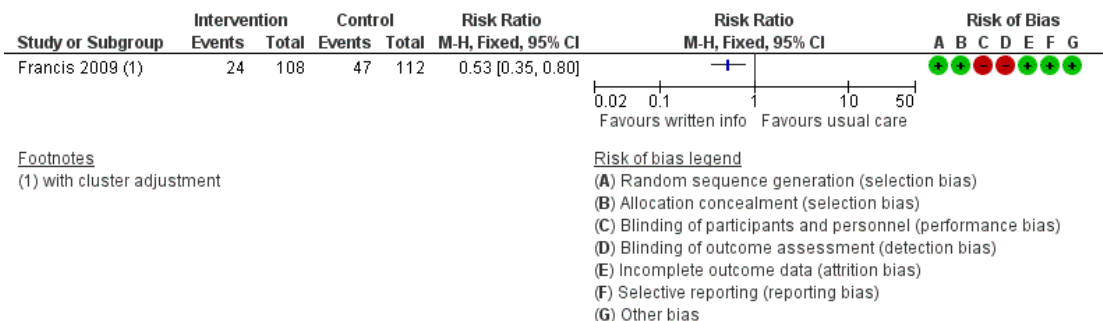 Intervention Control Risk Ratio Risk Ratio Risk of Bias
Study or Subgroup Events Total Events Total M-H, Fixed, 95% CI M-H, Fixed, 95% CI A B C D E F G
Francis 2009 (1) 24 108 47 112 0.53 [0.35, 0.80] + + - - + + +
0.02 0.1 1 10 50
Favours written info Favours usual care
Footnotes
(1) with cluster adjustment
Risk of bias legend
(A) Random sequence generation (selection bias)
(B) Allocation concealment (selection bias)
(C) Blinding of participants and personnel (performance bias)
(D) Blinding of outcome assessment (detection bias)
(E) Incomplete outcome data (attrition bias)
(F) Selective reporting (reporting bias)
(G) Other bias